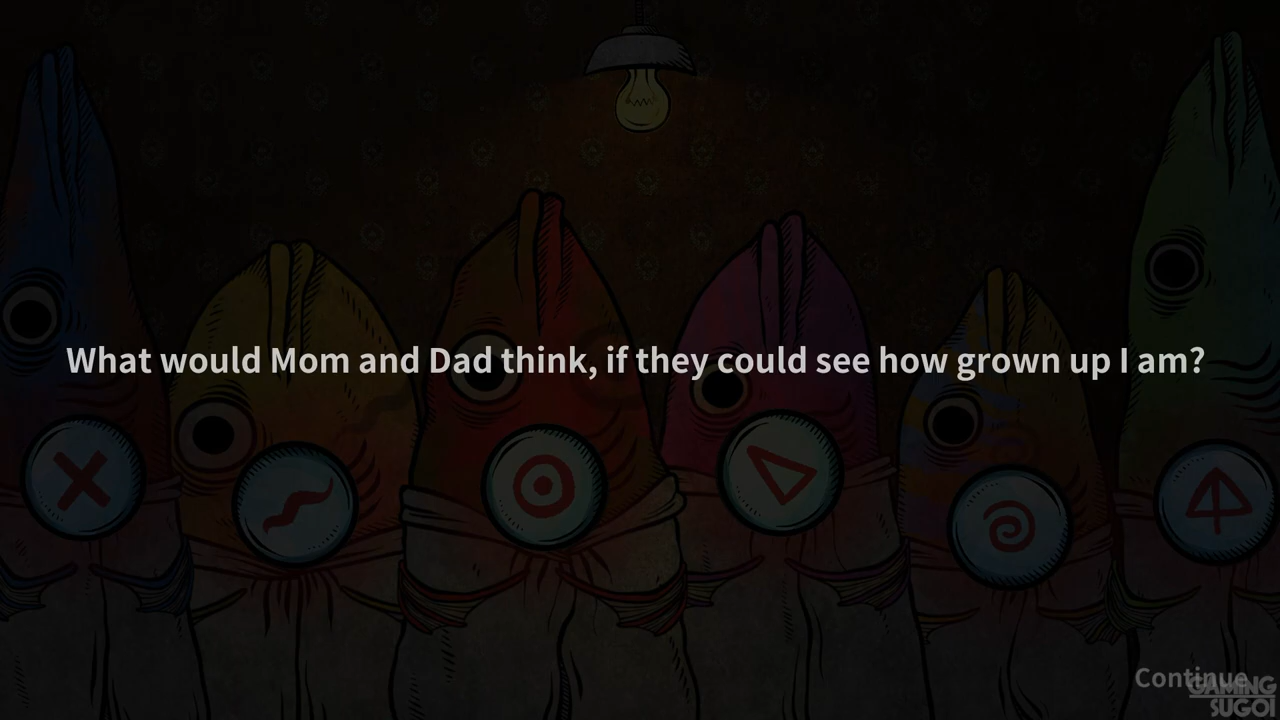 What would Mom and Dad think, if they could see how grown up I am?
Continue
GAMING
SUGOI